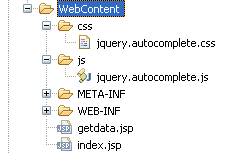 WebContent
css
jquery.autocomplete.css
js
jquery.autocomplete.js
META-INF
WEB-INF
getdata.jsp
index.jsp